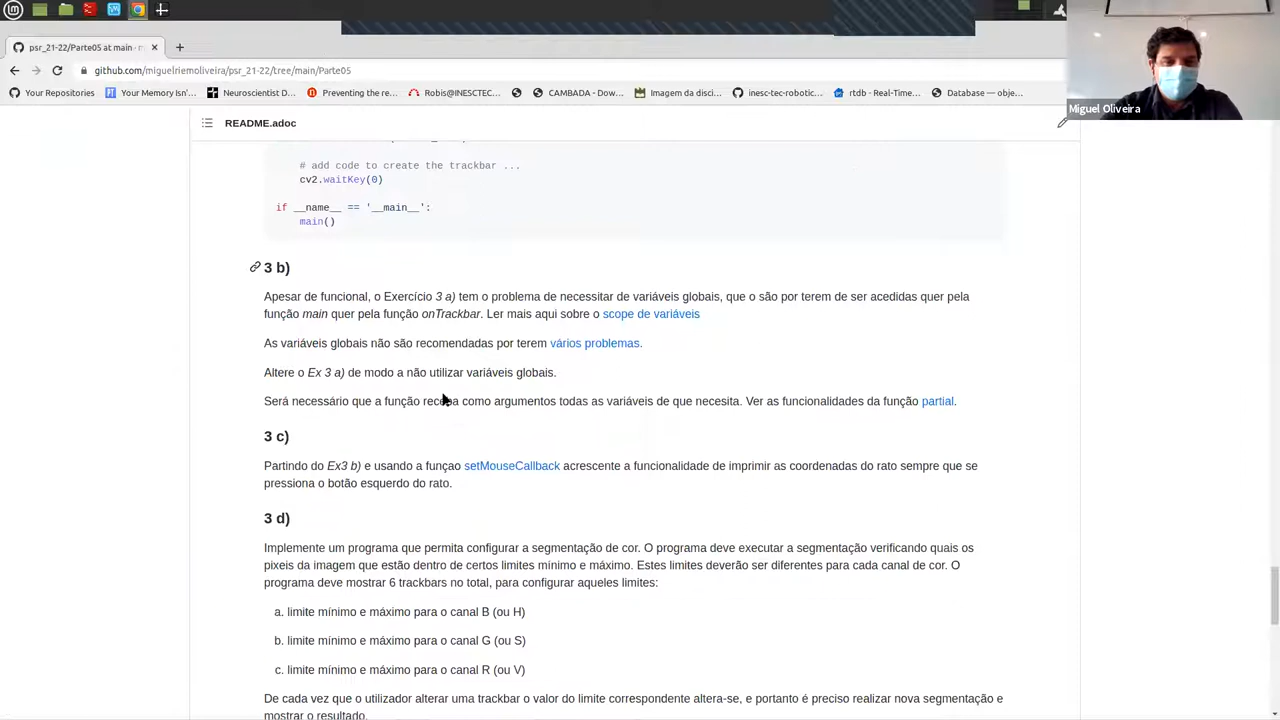 psr_21-22/Parte05 at main · m
github.com/miguelriemoliveira/psr_21-22/tree/main/Parte05
Your Repositories
Your Memory Isn'...
Neuroscientist D...
Preventing the re...
Robis@INESCTEC...
CAMBADA - Dow...
Imagem da disci...
inesc-tec-robotic...
rtdb - Real-Time...
Database — obje...
Miguel Oliveira
README.adoc
# add code to create the trackbar ...
cv2.waitKey(0)
if __name__ == '__main__':
main()
3 b)
Apesar de funcional, o Exercício 3 a) tem o problema de necessitar de variáveis globais, que o são por terem de ser acedidas quer pela
função main quer pela função onTrackbar. Ler mais aqui sobre o scope de variáveis
As variáveis globais não são recomendadas por terem vários problemas.
Altere o Ex 3 a) de modo a não utilizar variáveis globais.
Será necessário que a função receba como argumentos todas as variáveis de que necesita. Ver as funcionalidades da função partial.
3 c)
Partindo do Ex3 b) e usando a funçao setMouseCallback acrescente a funcionalidade de imprimir as coordenadas do rato sempre que se
pressiona o botão esquerdo do rato.
3 d)
Implemente um programa que permita configurar a segmentação de cor. O programa deve executar a segmentação verificando quais os
pixeis da imagem que estão dentro de certos limites mínimo e máximo. Estes limites deverão ser diferentes para cada canal de cor. O
programa deve mostrar 6 trackbars no total, para configurar aqueles limites:
a. limite mínimo e máximo para o canal B (ou H)
b. limite mínimo e máximo para o canal G (ou S)
c. limite mínimo e máximo para o canal R (ou V)
De cada vez que o utilizador alterar uma trackbar o valor do limite correspondente altera-se, e portanto é preciso realizar nova segmentação e
mostrar o resultado.